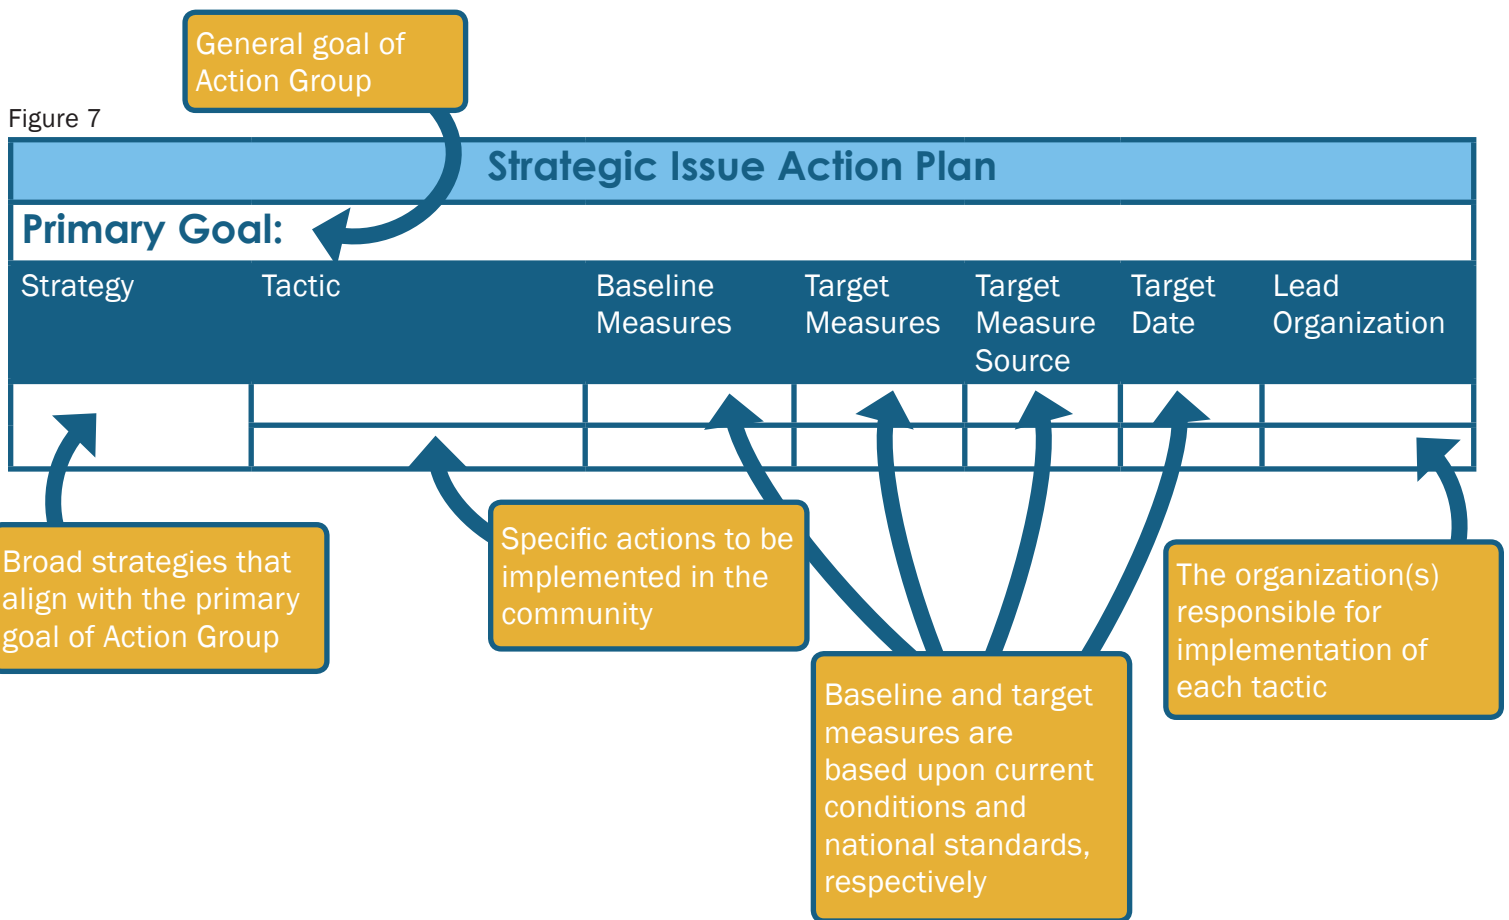 General goal of
Action Group
Figure 7
Strategic Issue Action Plan
Primary Goal:
Strategy
Tactic
Baseline
Measures
Target
Measures
Target
Measure
Source
Target
Date
Lead
Organization
Broad strategies that
align with the primary
goal of Action Group
Specific actions to be
implemented in the
community
Baseline and target
measures are
based upon current
conditions and
national standards,
respectively
The organization(s)
responsible for
implementation of
each tactic